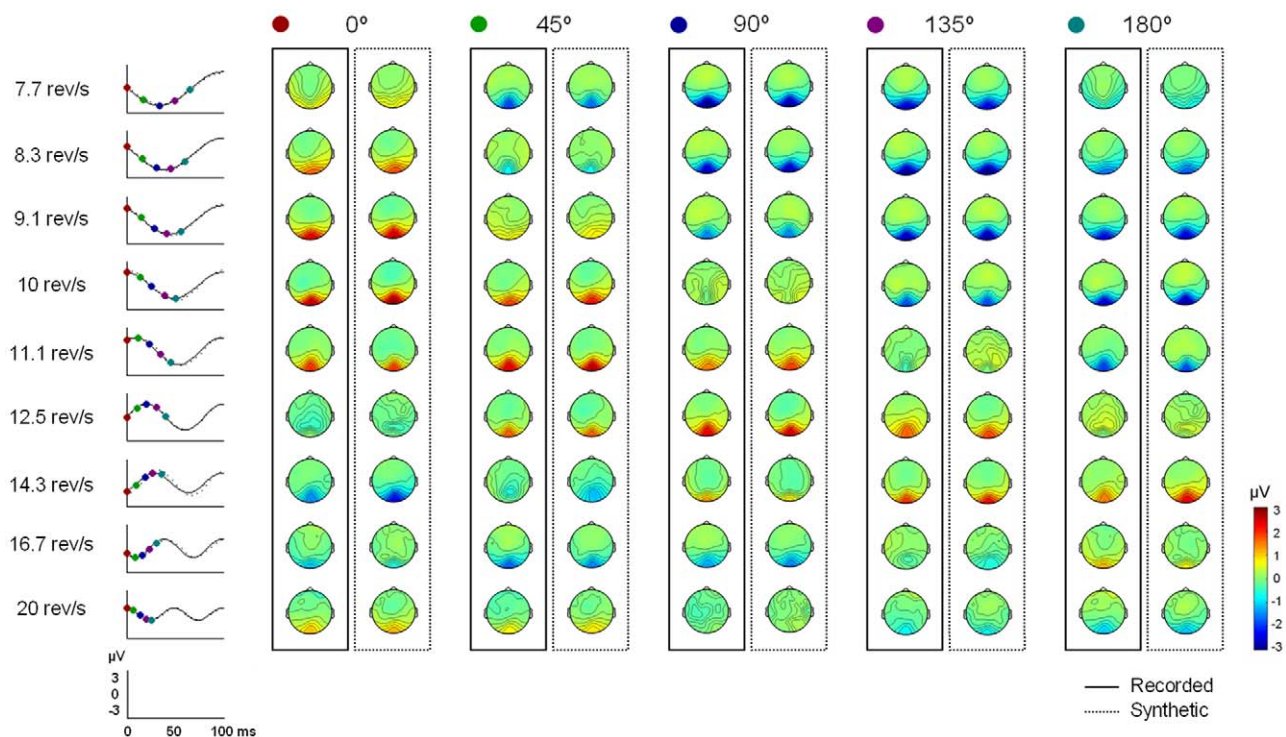 0º 45º 90º 135º 180º
7.7 rev/s
8.3 rev/s
9.1 rev/s
10 rev/s
11.1 rev/s
12.5 rev/s
14.3 rev/s
16.7 rev/s
20 rev/s
µV
3
2
1
0
-1
-2
-3
µV
3
0
-3
0 50 100 ms
Recorded
Synthetic